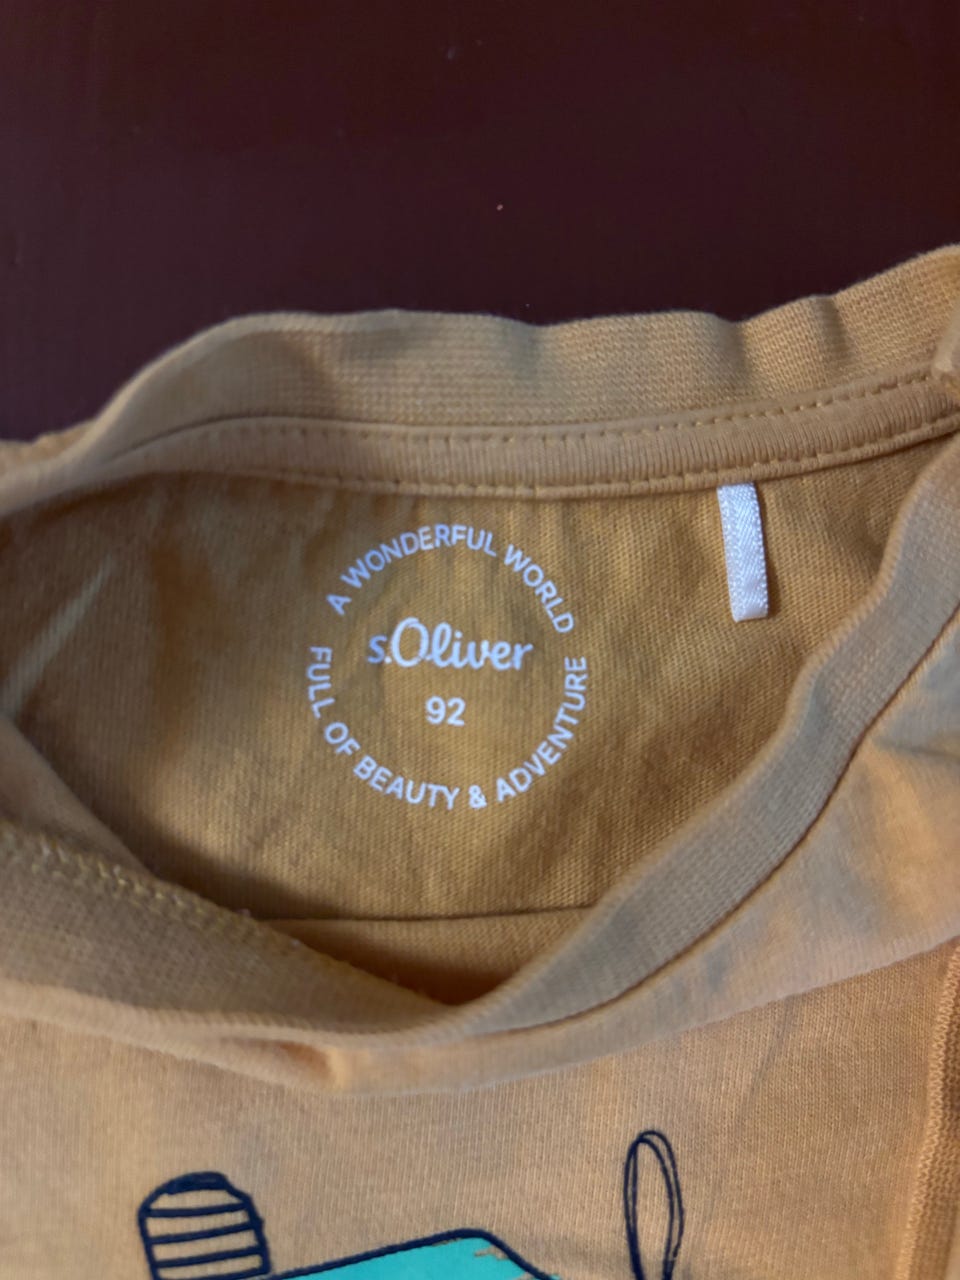 A WONDERFUL WORLD
s.Oliver
92
FULL OF BEAUTY & ADVENTURE